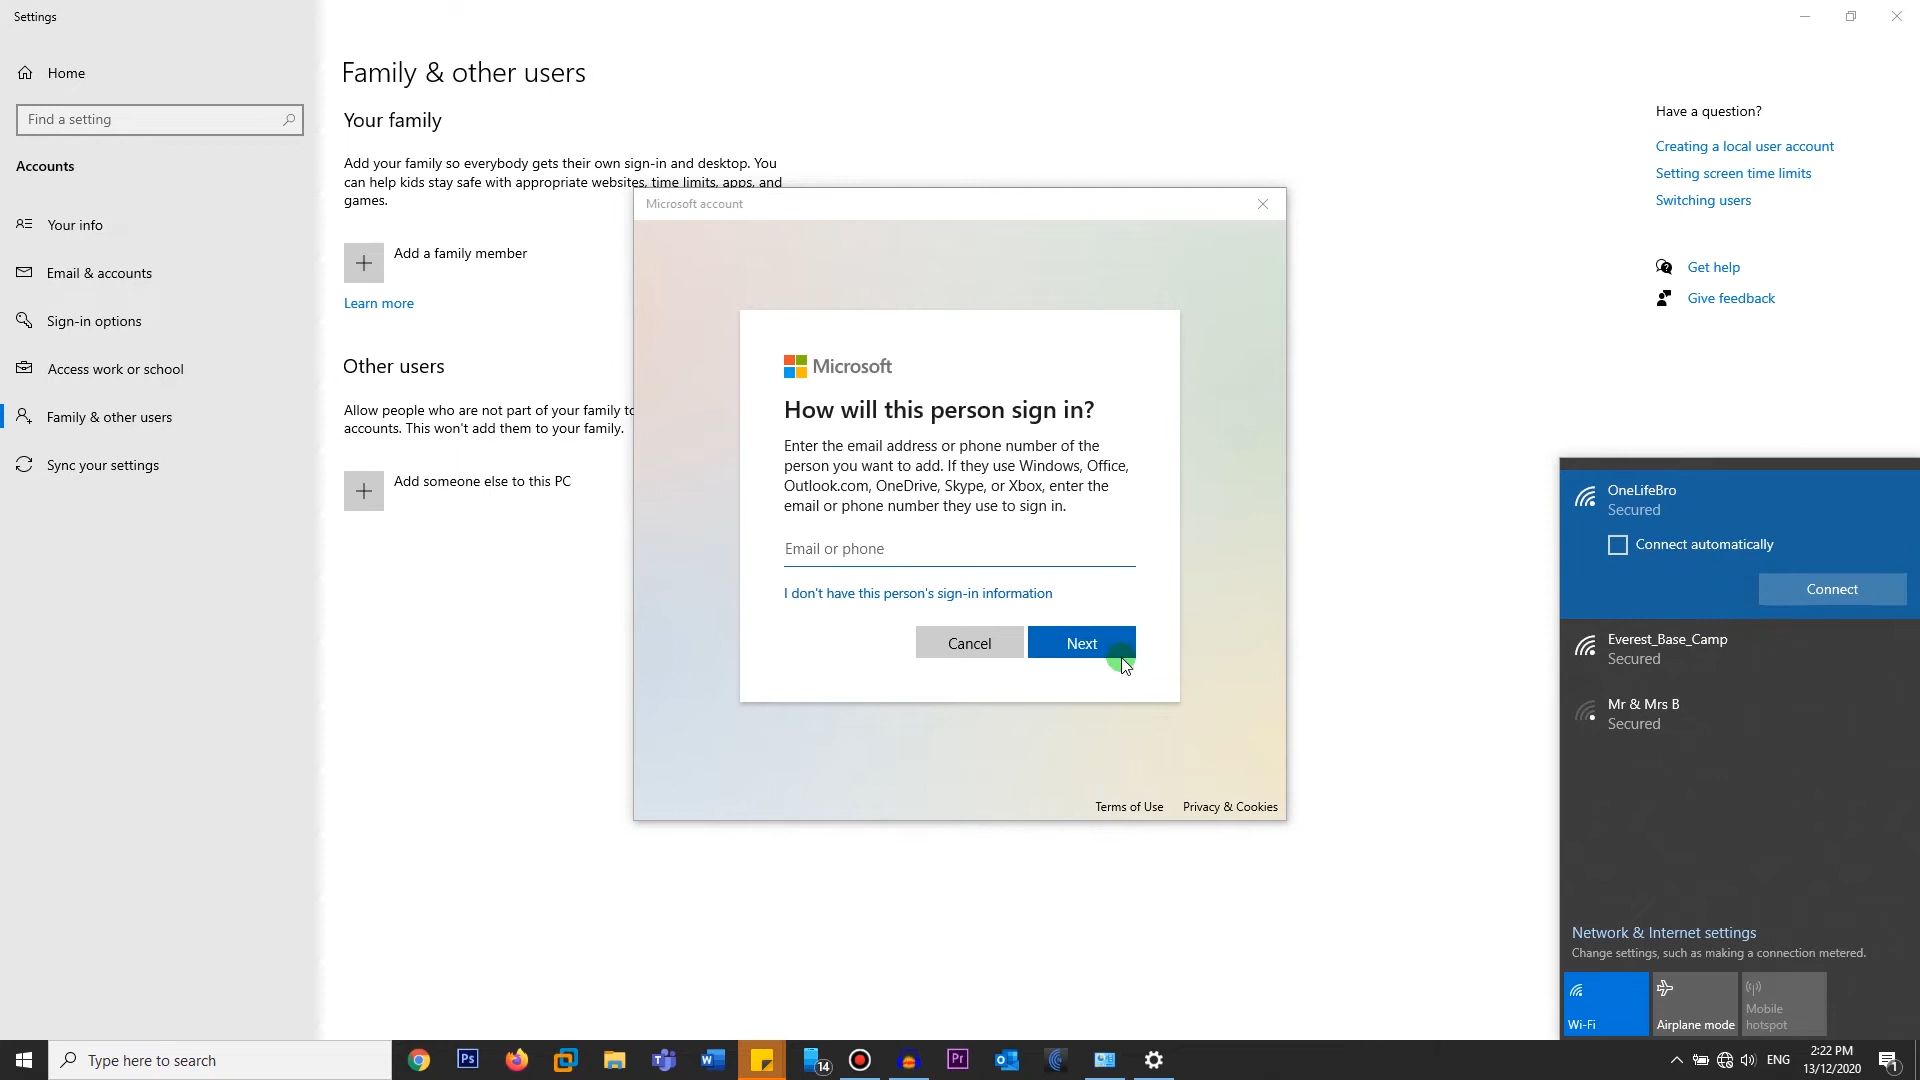 Settings
Home
Find a setting
Accounts
Your info
Email & accounts
Sign-in options
Access work or school
Family & other users
Sync your settings
Family & other users
Your family
Add your family so everybody gets their own sign-in and desktop. You
can help kids stay safe with appropriate websites, time limits, apps, and
games.
Add a family member
Learn more
Other users
Allow people who are not part of your family to
accounts. This won't add them to your family.
Add someone else to this PC
Microsoft account
Microsoft
How will this person sign in?
Enter the email address or phone number of the
person you want to add. If they use Windows, Office,
Outlook.com, OneDrive, Skype, or Xbox, enter the
email or phone number they use to sign in.
Email or phone
I don't have this person's sign-in information
Cancel
Next
Terms of Use
Privacy & Cookies
Have a question?
Creating a local user account
Setting screen time limits
Switching users
Get help
Give feedback
OneLifeBro
Secured
Connect automatically
Connect
Everest_Base_Camp
Secured
Mr & Mrs B
Secured
Network & Internet settings
Change settings, such as making a connection metered.
Wi-Fi
Airplane mode
Mobile
hotspot
Type here to search
Ps
W
14
Pr
ENG
2:22 PM
13/12/2020
1